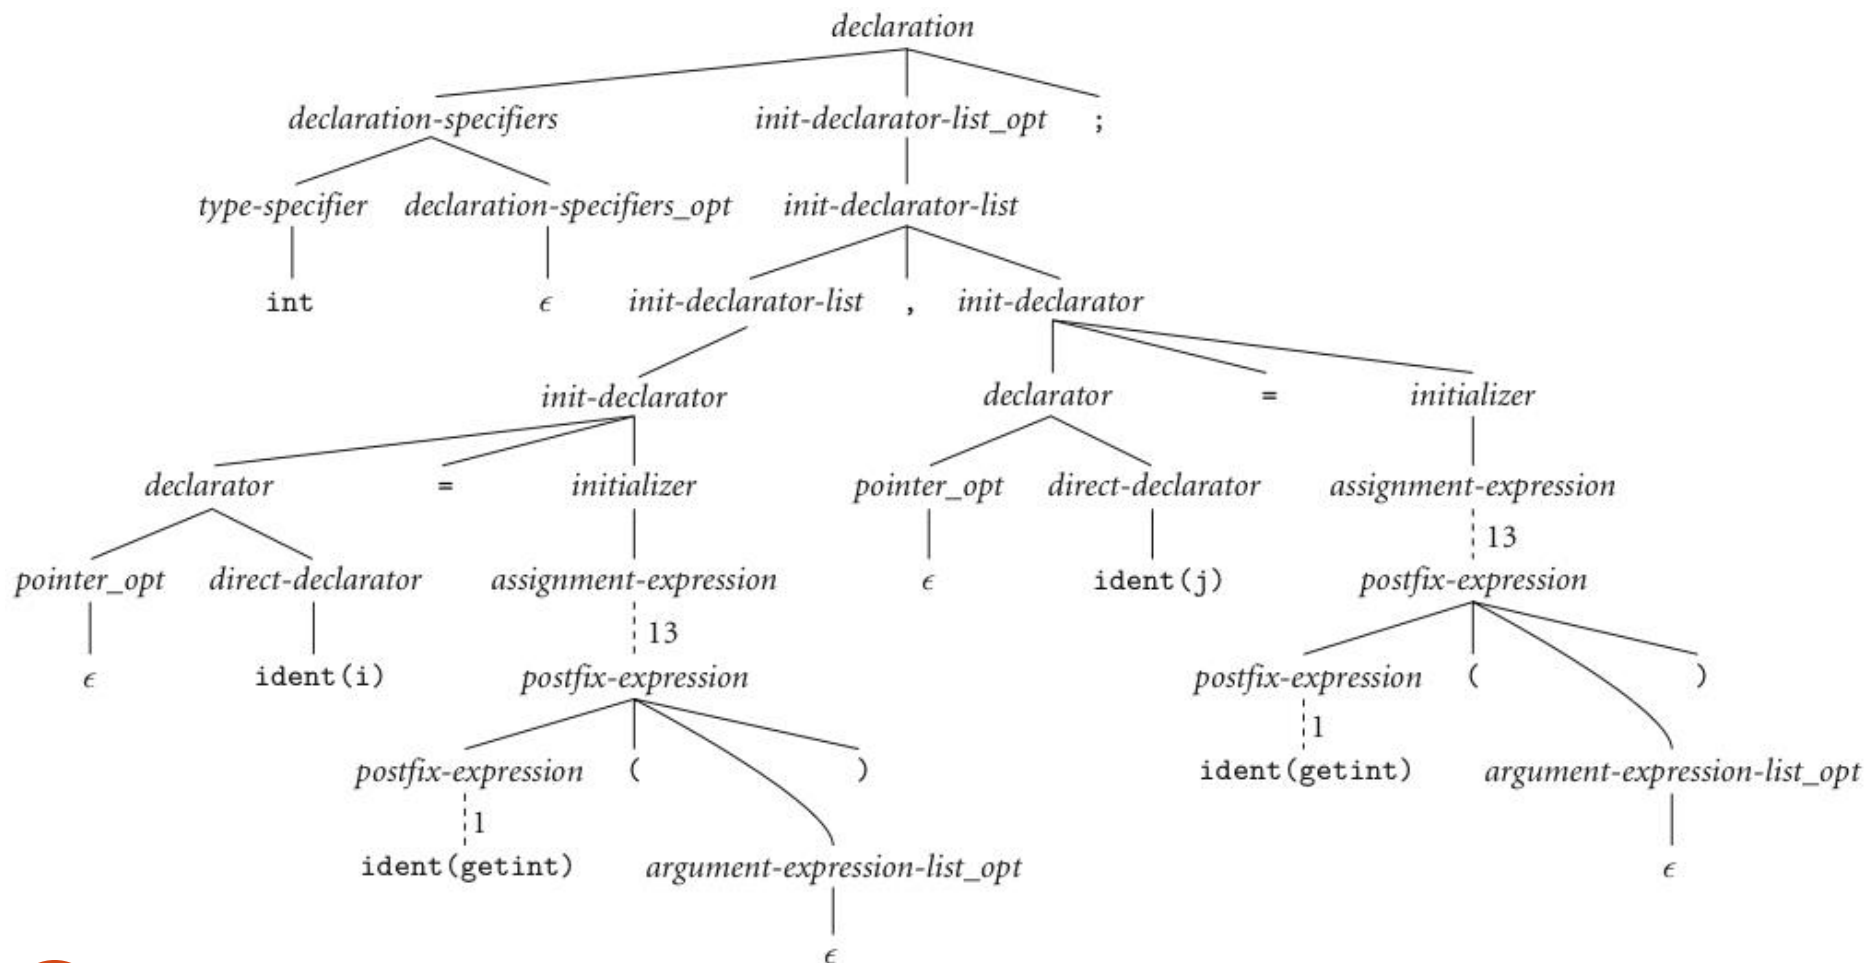 declaration
declaration-specifiers init-declarator-list_opt ;
type-specifier declaration-specifiers_opt init-declarator-list
int ϵ init-declarator-list , init-declarator
init-declarator declarator = initializer
declarator = initializer pointer_opt direct-declarator assignment-expression
13
pointer_opt direct-declarator assignment-expression ϵ ident(j) postfix-expression
13
ϵ ident(i) postfix-expression postfix-expression ( )
1
postfix-expression ( ) ident(getint) argument-expression-list_opt
1
ident(getint) argument-expression-list_opt ϵ
ϵ